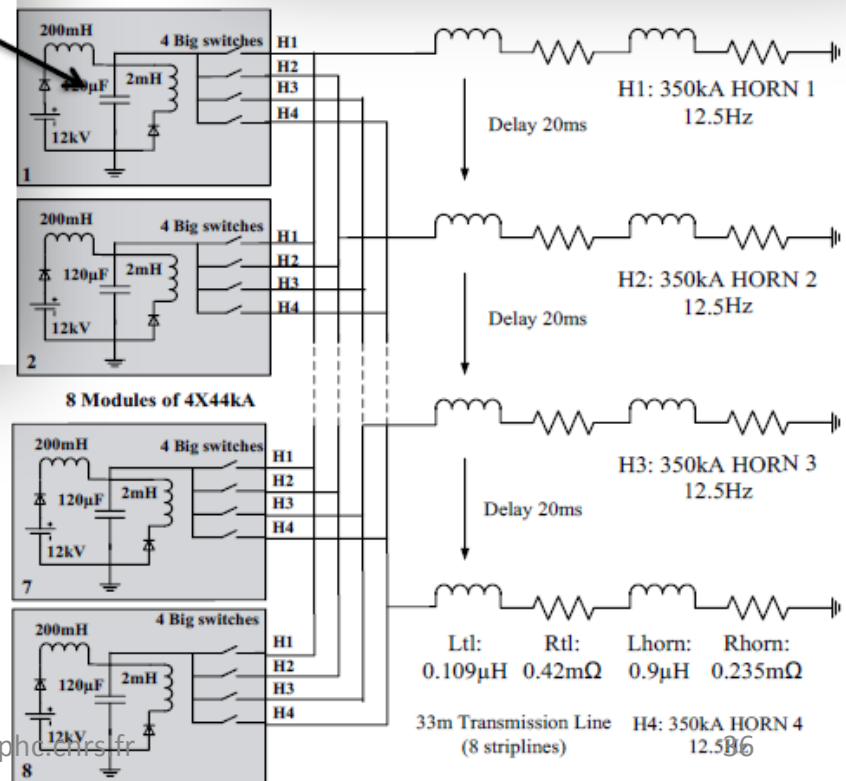 200mH
4 Big switches
H1
H2
H3
H4
120µF
2mH
12kV
1
H1: 350kA HORN 1
12.5Hz
Delay 20ms
200mH
4 Big switches
H1
H2
H3
H4
120µF
2mH
12kV
2
H2: 350kA HORN 2
12.5Hz
Delay 20ms
8 Modules of 4X44kA
200mH
4 Big switches
H1
H2
H3
H4
120µF
2mH
12kV
7
H3: 350kA HORN 3
12.5Hz
Delay 20ms
200mH
4 Big switches
H1
H2
H3
H4
120µF
2mH
12kV
8
Ltl: Rtl: Lhorn: Rhorn:
0.109µH 0.42mΩ 0.9µH 0.235mΩ
33m Transmission Line
(8 striplines)
H4: 350kA HORN 4
12.5Hz
36